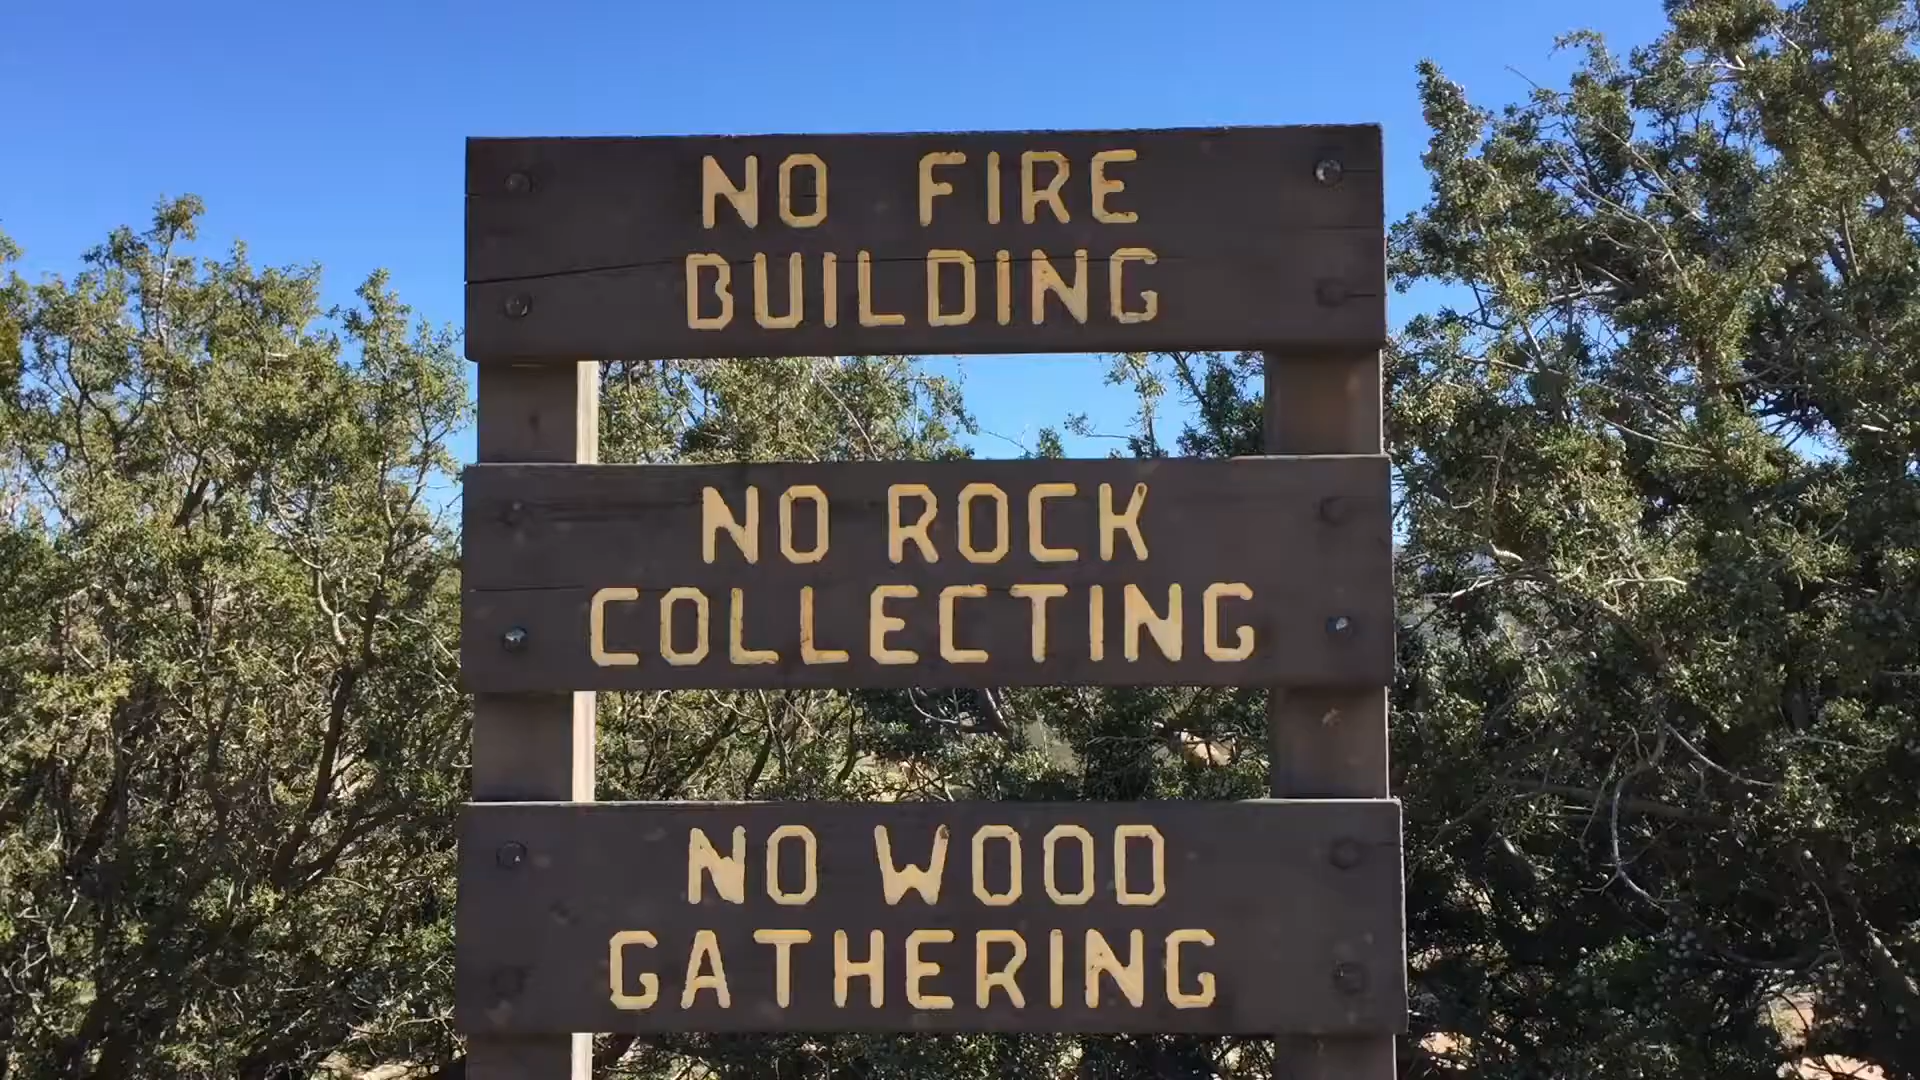 NO FIRE
BUILDING
NO ROCK
COLLECTING
NO WOOD
GATHERING